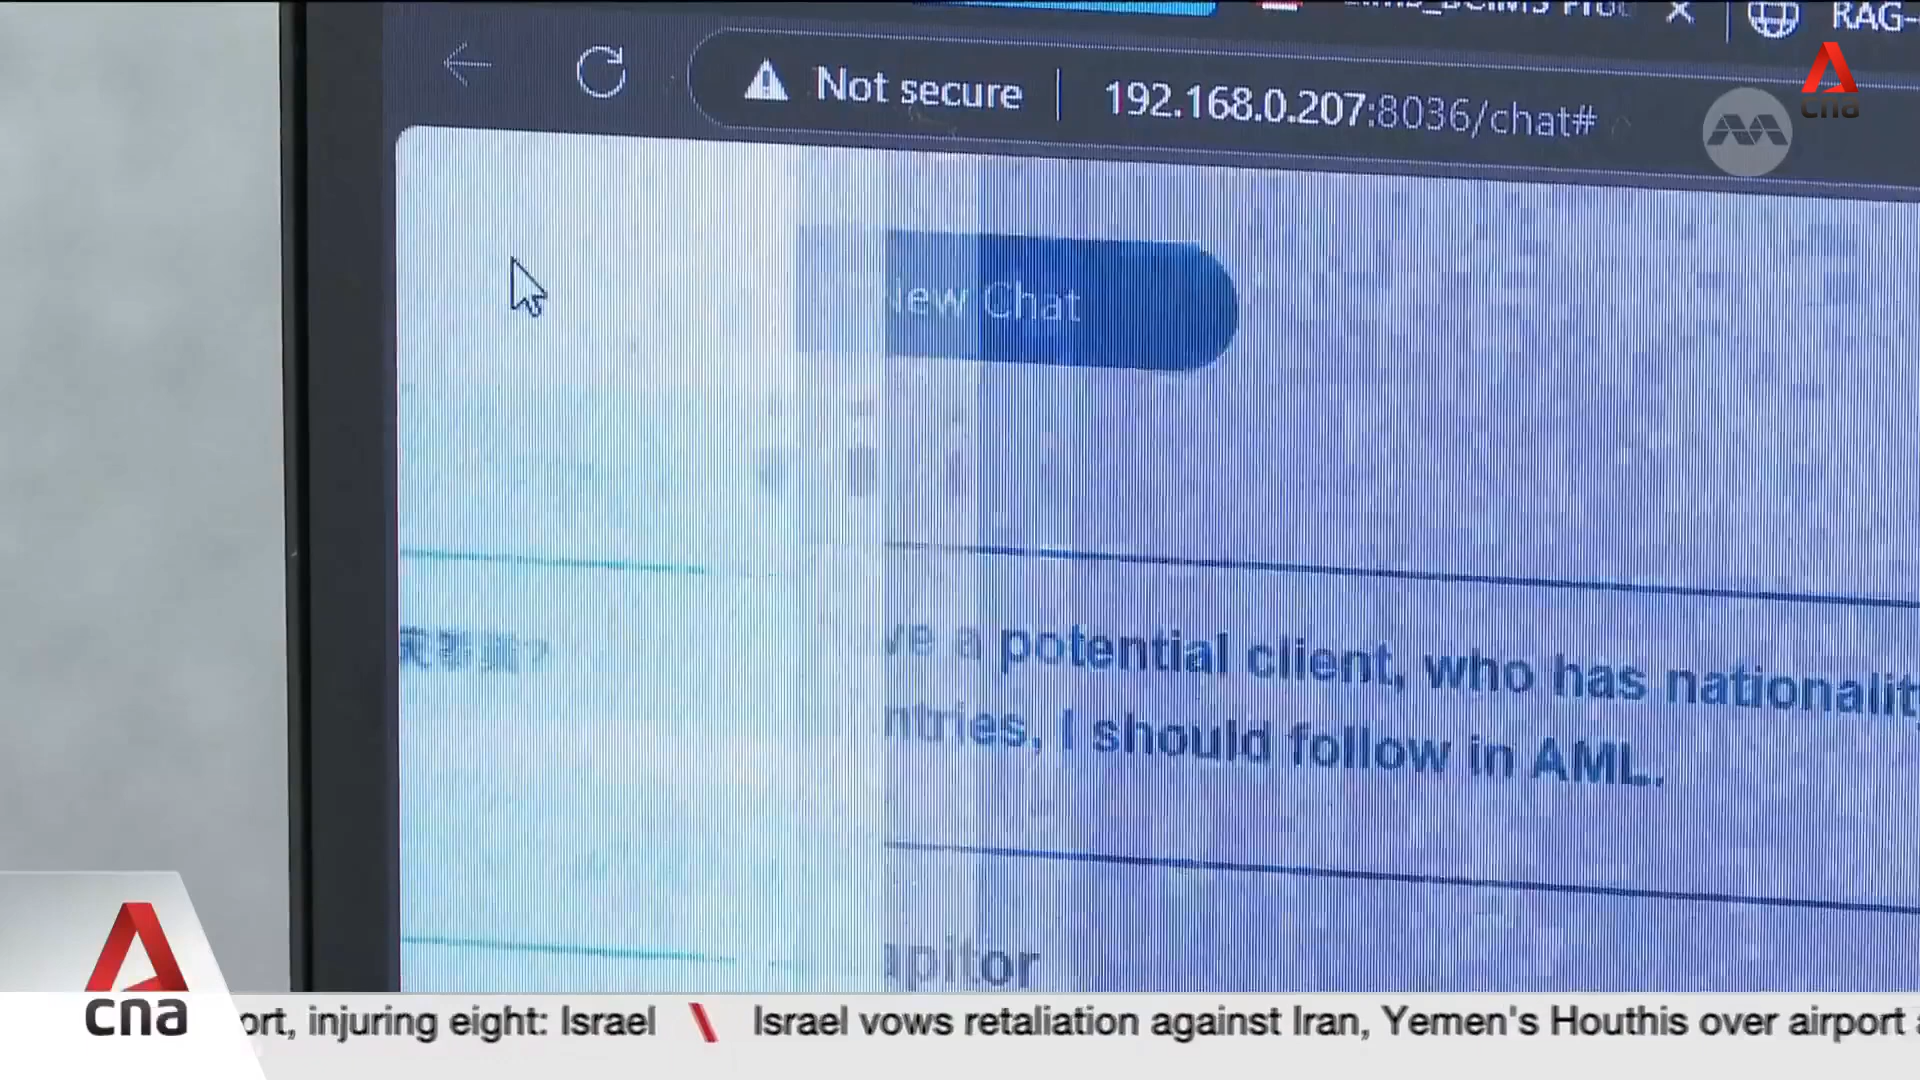 RAG-
Not secure
192.168.0.207:8036/chat#
cna
New Chat
ve a potential client, who has nationality
ntries, I should follow in AML.
apitor
cna
ort, injuring eight: Israel
Israel vows retaliation against Iran, Yemen's Houthis over airport